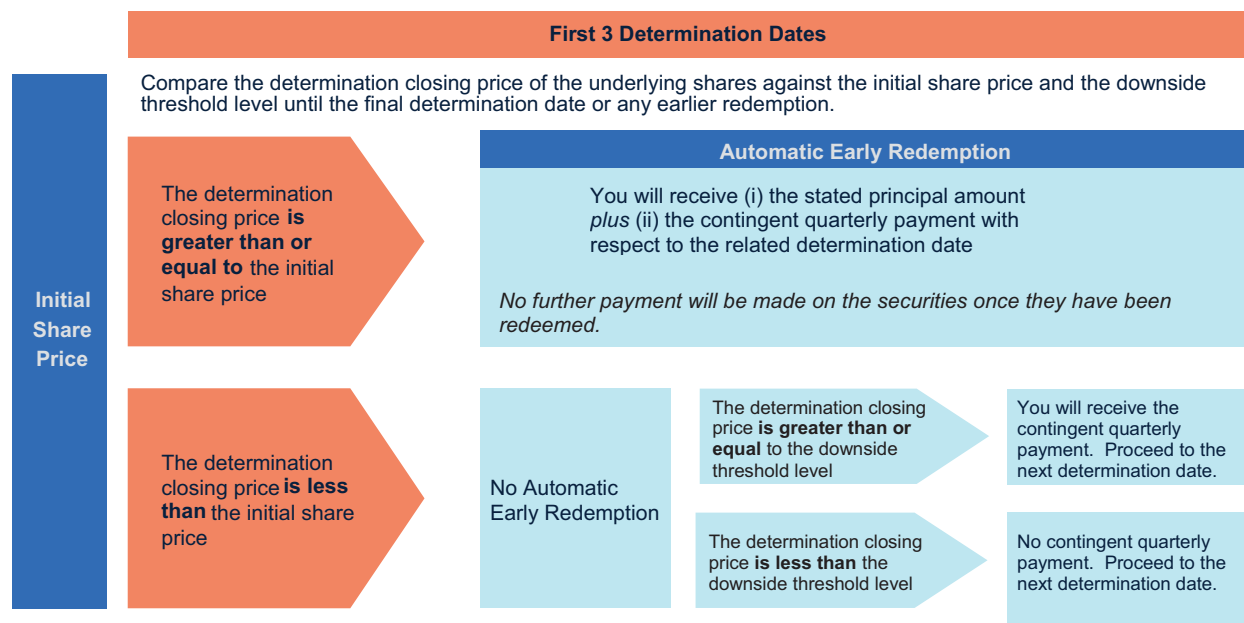 First 3 Determination Dates
Compare the determination closing price of the underlying shares against the initial share price and the downside
threshold level until the final determination date or any earlier redemption.
Initial
Share
Price
The determination
closing price is
greater than or
equal to the initial
share price
Automatic Early Redemption
You will receive (i) the stated principal amount
plus (ii) the contingent quarterly payment with
respect to the related determination date
No further payment will be made on the securities once they have been
redeemed.
The determination
closing price is less
than the initial share
price
No Automatic
Early Redemption
The determination closing
price is greater than or
equal to the downside
threshold level
You will receive the
contingent quarterly
payment.  Proceed to the
next determination date.
The determination closing
price is less than the
downside threshold level
No contingent quarterly
payment.  Proceed to the
next determination date.